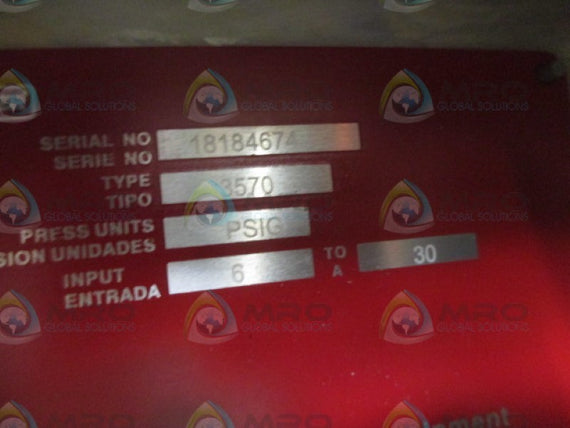 SERIAL NO
SERIE NO 18184674
TYPE
TIPO 3570
PRESS UNITS
SION UNIDADES PSIG
INPUT
ENTRADA 6 TO
A 30
MRO
GLOBAL SOLUTIONS